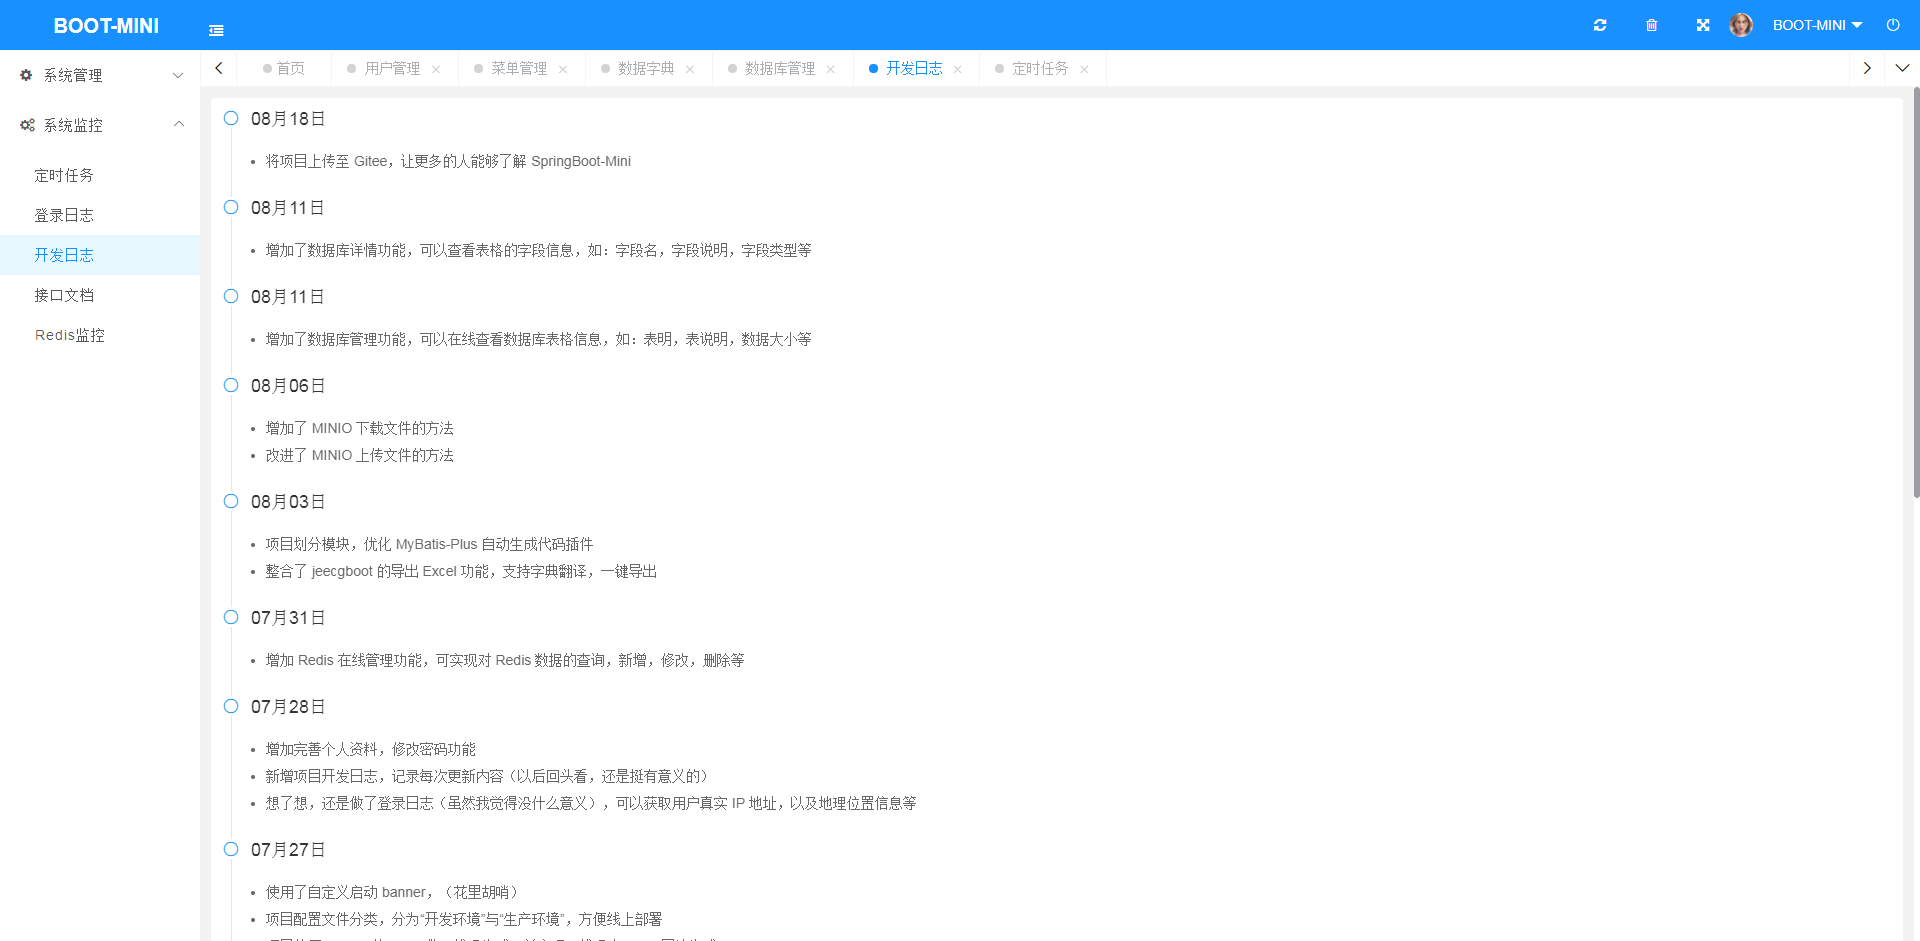 BOOT-MINI
BOOT-MINI
系统管理
系统监控
定时任务
登录日志
开发日志
接口文档
Redis监控
首页
用户管理
菜单管理
数据字典
数据库管理
开发日志
定时任务
08月18日
将项目上传至 Gitee，让更多的人能够了解 SpringBoot-Mini
08月11日
增加了数据库详情功能，可以查看表格的字段信息，如：字段名，字段说明，字段类型等
08月11日
增加了数据库管理功能，可以在线查看数据库表格信息，如：表明，表说明，数据大小等
08月06日
增加了 MINIO 下载文件的方法
改进了 MINIO 上传文件的方法
08月03日
项目划分模块，优化 MyBatis-Plus 自动生成代码插件
整合了 jeecgboot 的导出 Excel 功能，支持字典翻译，一键导出
07月31日
增加 Redis 在线管理功能，可实现对 Redis 数据的查询，新增，修改，删除等
07月28日
增加完善个人资料，修改密码功能
新增项目开发日志，记录每次更新内容（以后回头看，还是挺有意义的）
想了想，还是做了登录日志（虽然我觉得没什么意义），可以获取用户真实 IP 地址，以及地理位置信息等
07月27日
使用了自定义启动 banner，（花里胡哨）
项目配置文件分类，分为“开发环境”与“生产环境”，方便线上部署